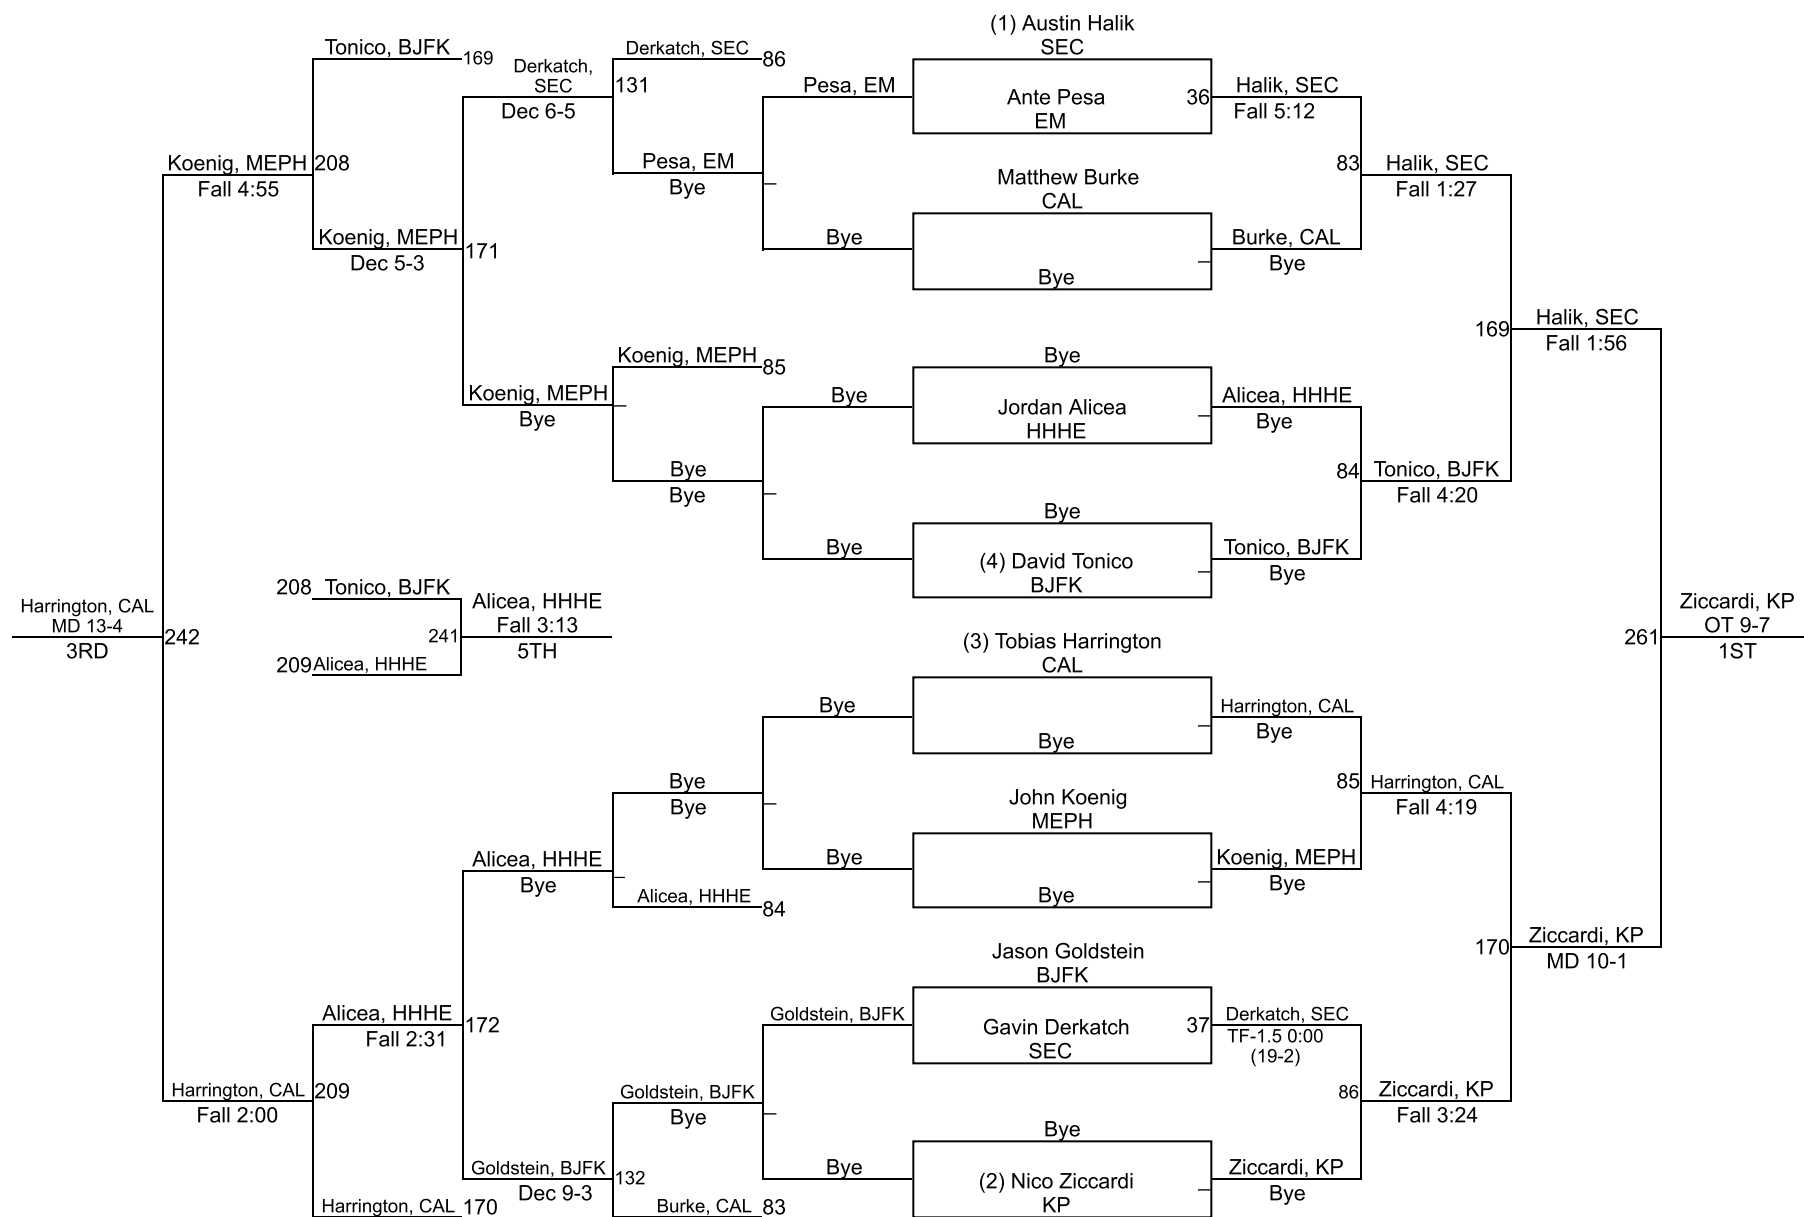 (1) Austin Halik
SEC
Tonico, BJFK
169
Derkatch, SEC
86
Derkatch,
SEC
131
Dec 6-5
Pesa, EM
Ante Pesa
EM
36
Halik, SEC
Fall 5:12
Koenig, MEPH
208
Fall 4:55
Pesa, EM
Bye
Matthew Burke
CAL
83
Halik, SEC
Fall 1:27
Koenig, MEPH
171
Dec 5-3
Bye
Bye
Burke, CAL
Bye
169
Halik, SEC
Fall 1:56
Koenig, MEPH
85
Bye
Koenig, MEPH
Bye
Bye
Jordan Alicea
HHHE
Alicea, HHHE
Bye
Bye
Bye
84
Tonico, BJFK
Fall 4:20
Bye
Bye
(4) David Tonico
BJFK
Tonico, BJFK
Bye
208
Tonico, BJFK
Alicea, HHHE
Fall 3:13
5TH
241
209
Alicea, HHHE
Harrington, CAL
MD 13-4
3RD
242
261
Ziccardi, KP
OT 9-7
1ST
(3) Tobias Harrington
CAL
Bye
Bye
Harrington, CAL
Bye
Bye
Bye
John Koenig
MEPH
85
Harrington, CAL
Fall 4:19
Alicea, HHHE
Bye
Bye
Bye
Koenig, MEPH
Bye
Alicea, HHHE
84
170
Ziccardi, KP
MD 10-1
Jason Goldstein
BJFK
Alicea, HHHE
Fall 2:31
172
Goldstein, BJFK
Gavin Derkatch
SEC
37
Derkatch, SEC
TF-1.5 0:00
(19-2)
Harrington, CAL
209
Fall 2:00
Goldstein, BJFK
Bye
86
Ziccardi, KP
Fall 3:24
Bye
Goldstein, BJFK
132
Dec 9-3
Bye
(2) Nico Ziccardi
KP
Ziccardi, KP
Bye
Harrington, CAL
170
Burke, CAL
83